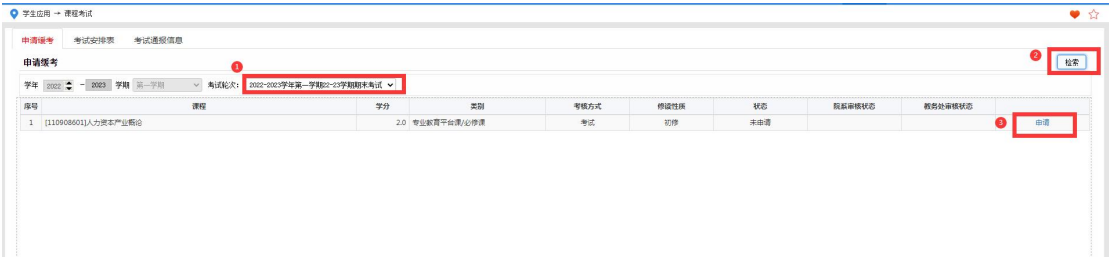 学生应用 → 课程考试
申请缓考 考试安排表 考试通报信息
申请缓考 ② 检索
①
学年 2022 - 2023 学期 第一学期 考试轮次: 2022-2023学年第一学期22-23学期期末考试
序号 课程 学分 类别 考核方式 修读性质 状态 院系审核状态 教务处审核状态
1 [110908601]人力资本产业概论 2.0 专业教育平台课/必修课 考试 初修 未申请 ③ 申请